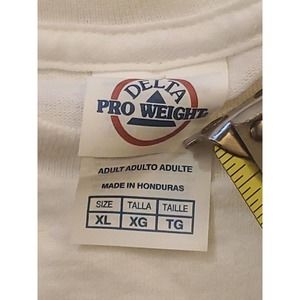 DELTA
PRO WEIGHT
ADULT ADULTO ADULTE
MADE IN HONDURAS
SIZE TALLA TAILLE
XL XG TG